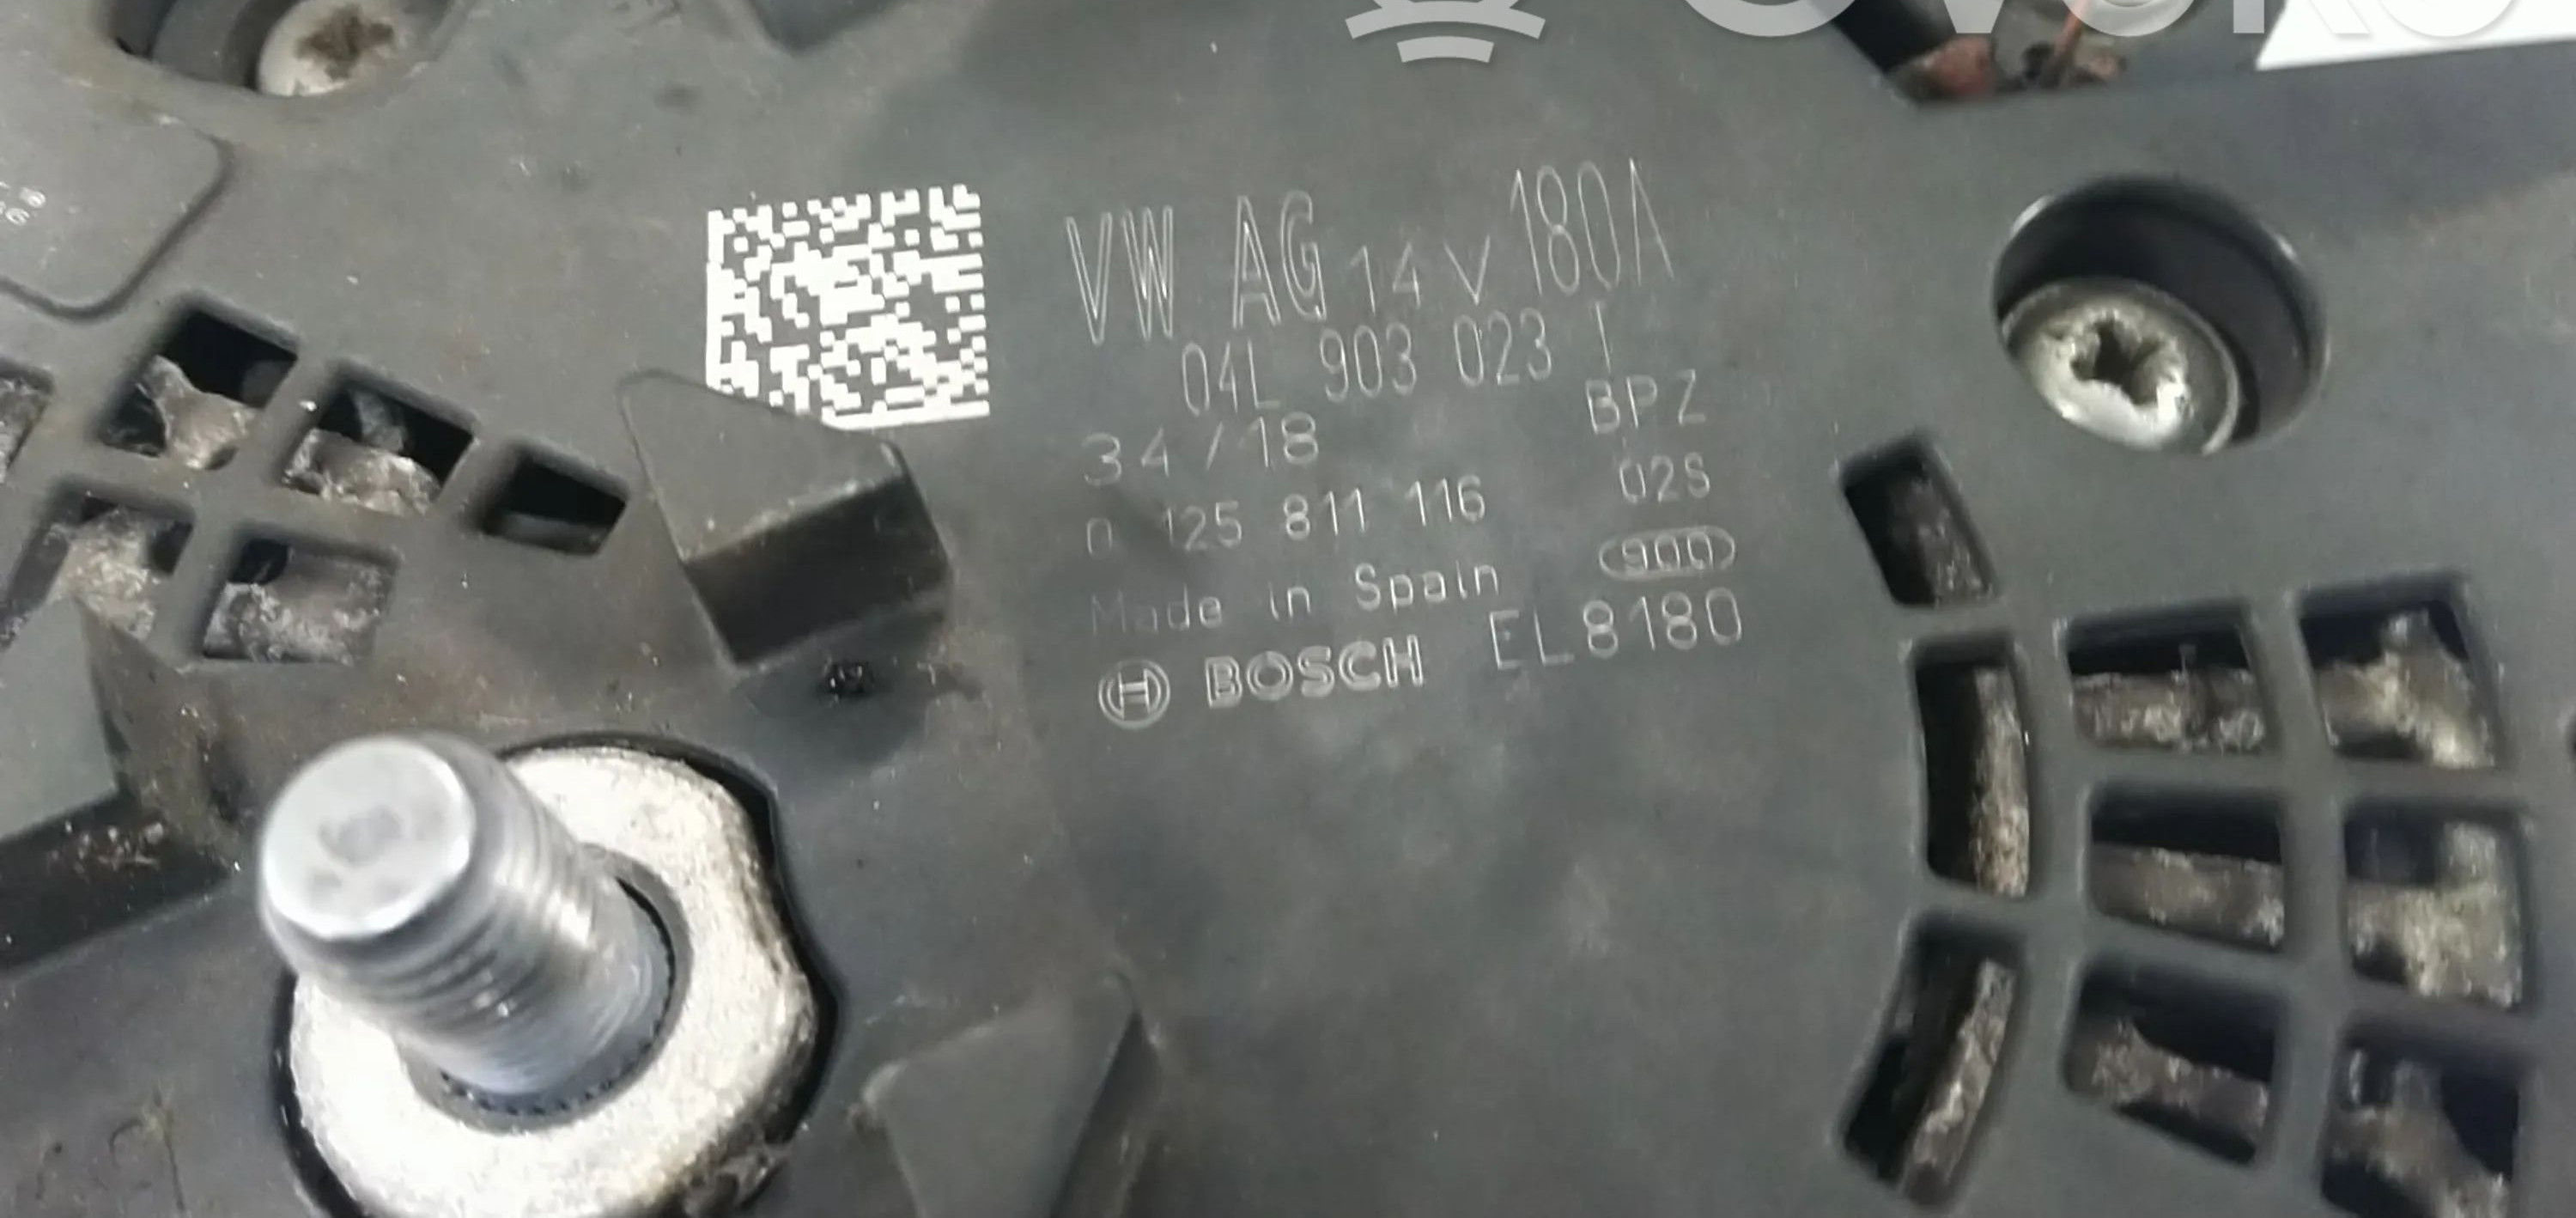 VW AG 14 V 180A
04L 903 023 T
34/18 BPZ
0 125 811 116 02S
Made in Spain 900
BOSCH EL8180